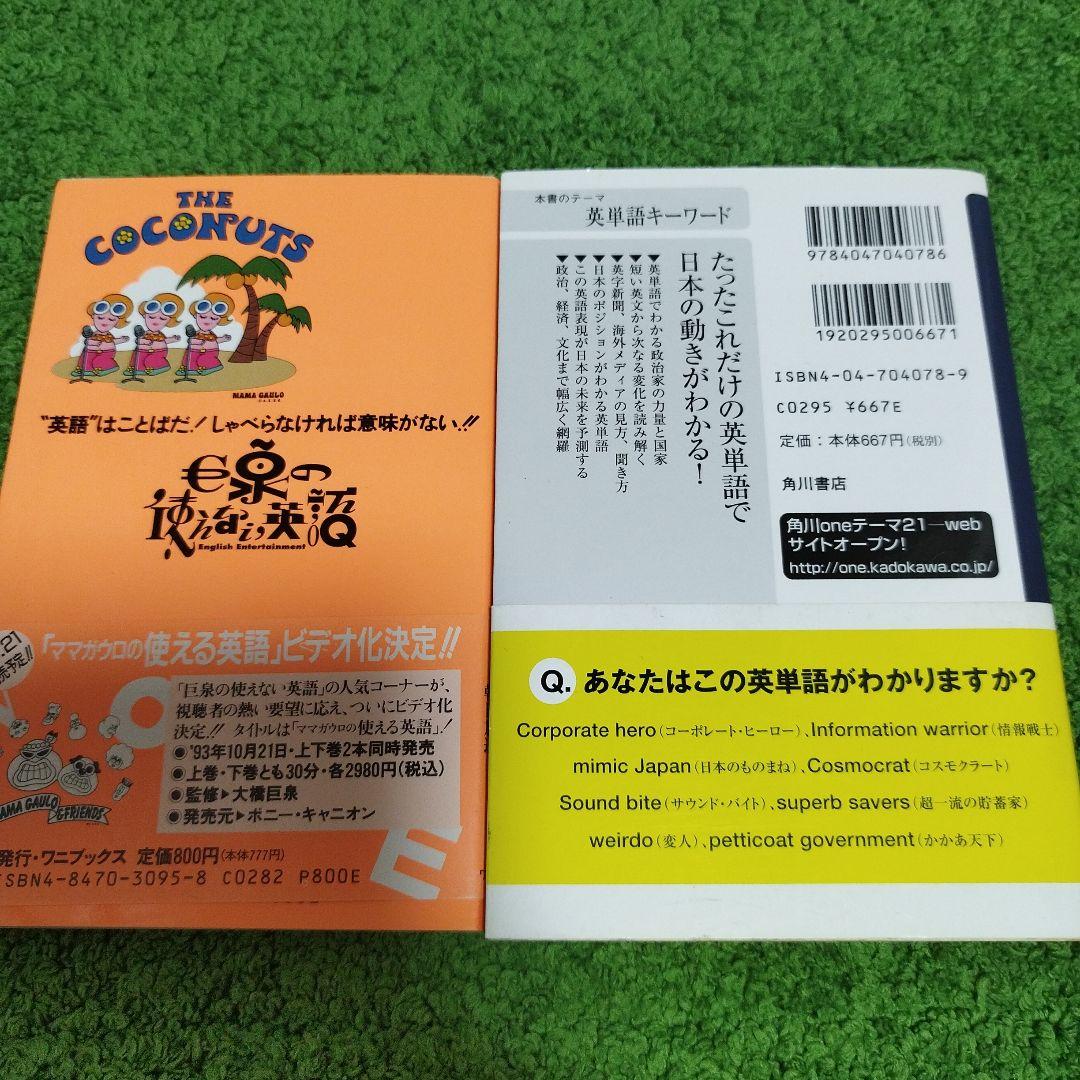 THE
COCONUTS
MAMA GAULO
"英語"はことばだ!しゃべらなければ意味がない!!
巨泉の
使えない英語
English Entertainment
.21
売予定!!
「ママガウロの使える英語」ビデオ化決定!!
「巨泉の使えない英語」の人気コーナーが、
視聴者の熱い要望に応え、ついにビデオ化
決定!! タイトルは「ママガウロの使える英語」!
●'93年10月21日・上下巻2本同時発売
●上巻・下巻とも30分・各2980円(税込)
●監修▶大橋巨泉
●発売元▶ポニー・キャニオン
MAMA GAULO
&FRIENDS
E
発行・ワニブックス 定価800円(本体777円)
ISBN4-8470-3095-8 C0282 P800E
本書のテーマ
英単語キーワード
たったこれだけの英単語で
日本の動きがわかる!
▼英単語でわかる政治家の力量と国家
▼短い英文から次なる変化を読み解く
▼英字新聞、海外メディアの見方、聞き方
▼日本のポジションがわかる英単語
▼この英語表現が日本の未来を予測する
▼政治、経済、文化まで幅広く網羅
9784047040786
1920295006671
ISBN4-04-704078-9
C0295 ¥667E
定価:本体667円(税別)
角川書店
角川oneテーマ21―web
サイトオープン!
http://one.kadokawa.co.jp/
Q. あなたはこの英単語がわかりますか?
Corporate hero(コーポレート・ヒーロー)、Information warrior(情報戦士)
mimic Japan(日本のものまね)、Cosmocrat(コスモクラート)
Sound bite(サウンド・バイト)、superb savers(超一流の貯蓄家)
weirdo(変人)、petticoat government(かかあ天下)